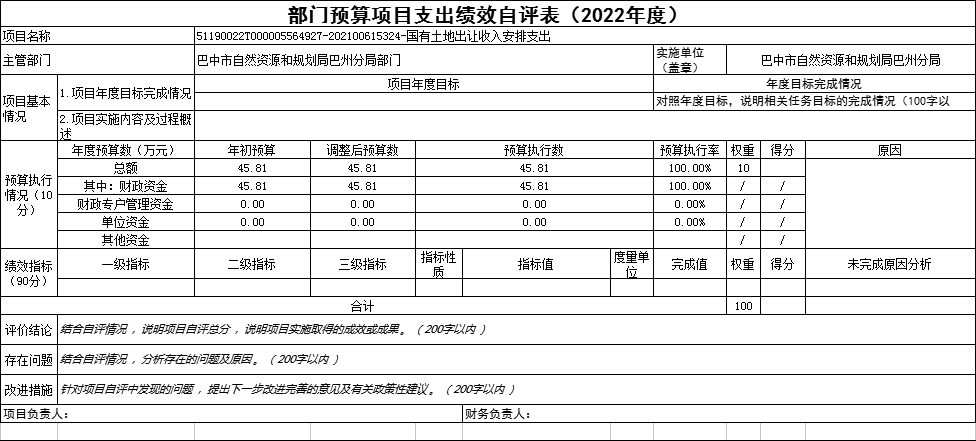 部门预算项目支出绩效自评表（2022年度）
项目名称 51190022T000005564927-202100615324-国有土地出让收入安排支出
主管部门 巴中市自然资源和规划局巴州分局部门 实施单位（盖章） 巴中市自然资源和规划局巴州分局
项目基本情况 1.项目年度目标完成情况 项目年度目标 年度目标完成情况
对照年度目标，说明相关任务目标的完成情况（100字以
2.项目实施内容及过程概述
预算执行情况（10分） 年度预算数（万元） 年初预算 调整后预算数 预算执行数 预算执行率 权重 得分 原因
总额 45.81 45.81 45.81 100.00% 10
其中：财政资金 45.81 45.81 45.81 100.00% / /
财政专户管理资金 0.00 0.00 0.00 0.00% / /
单位资金 0.00 0.00 0.00 0.00% / /
其他资金 / /
绩效指标（90分） 一级指标 二级指标 三级指标 指标性质 指标值 度量单位 完成值 权重 得分 未完成原因分析
合计 100
评价结论 结合自评情况，说明项目自评总分，说明项目实施取得的成效或成果。（200字以内）
存在问题 结合自评情况，分析存在的问题及原因。（200字以内）
改进措施 针对项目自评中发现的问题，提出下一步改进完善的意见及有关政策性建议。（200字以内）
项目负责人： 财务负责人：